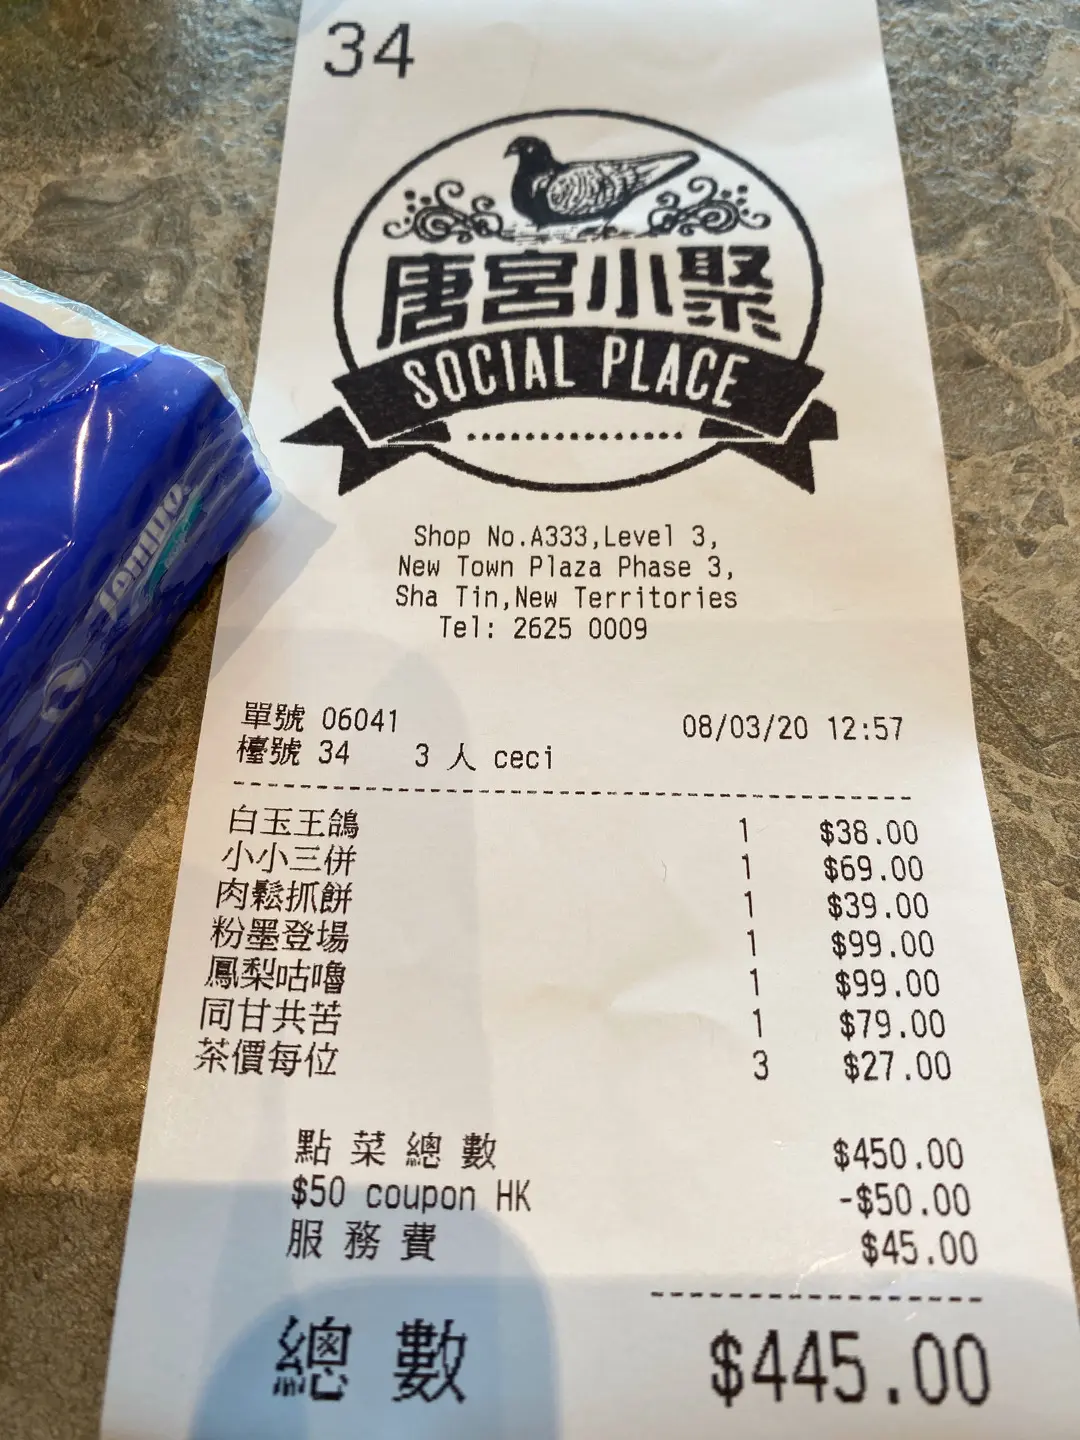 34
唐宮小聚
SOCIAL PLACE
Shop No.A333,Level 3,
New Town Plaza Phase 3,
Sha Tin,New Territories
Tel: 2625 0009
單號 06041 08/03/20 12:57
檯號 34 3 人 ceci
白玉王鴿 1 $38.00
小小三併 1 $69.00
肉鬆抓餅 1 $39.00
粉墨登場 1 $99.00
鳳梨咕嚕 1 $99.00
同甘共苦 1 $79.00
茶價每位 3 $27.00
點菜總數 $450.00
$50 coupon HK -$50.00
服務費 $45.00
總數 $445.00
Tempo